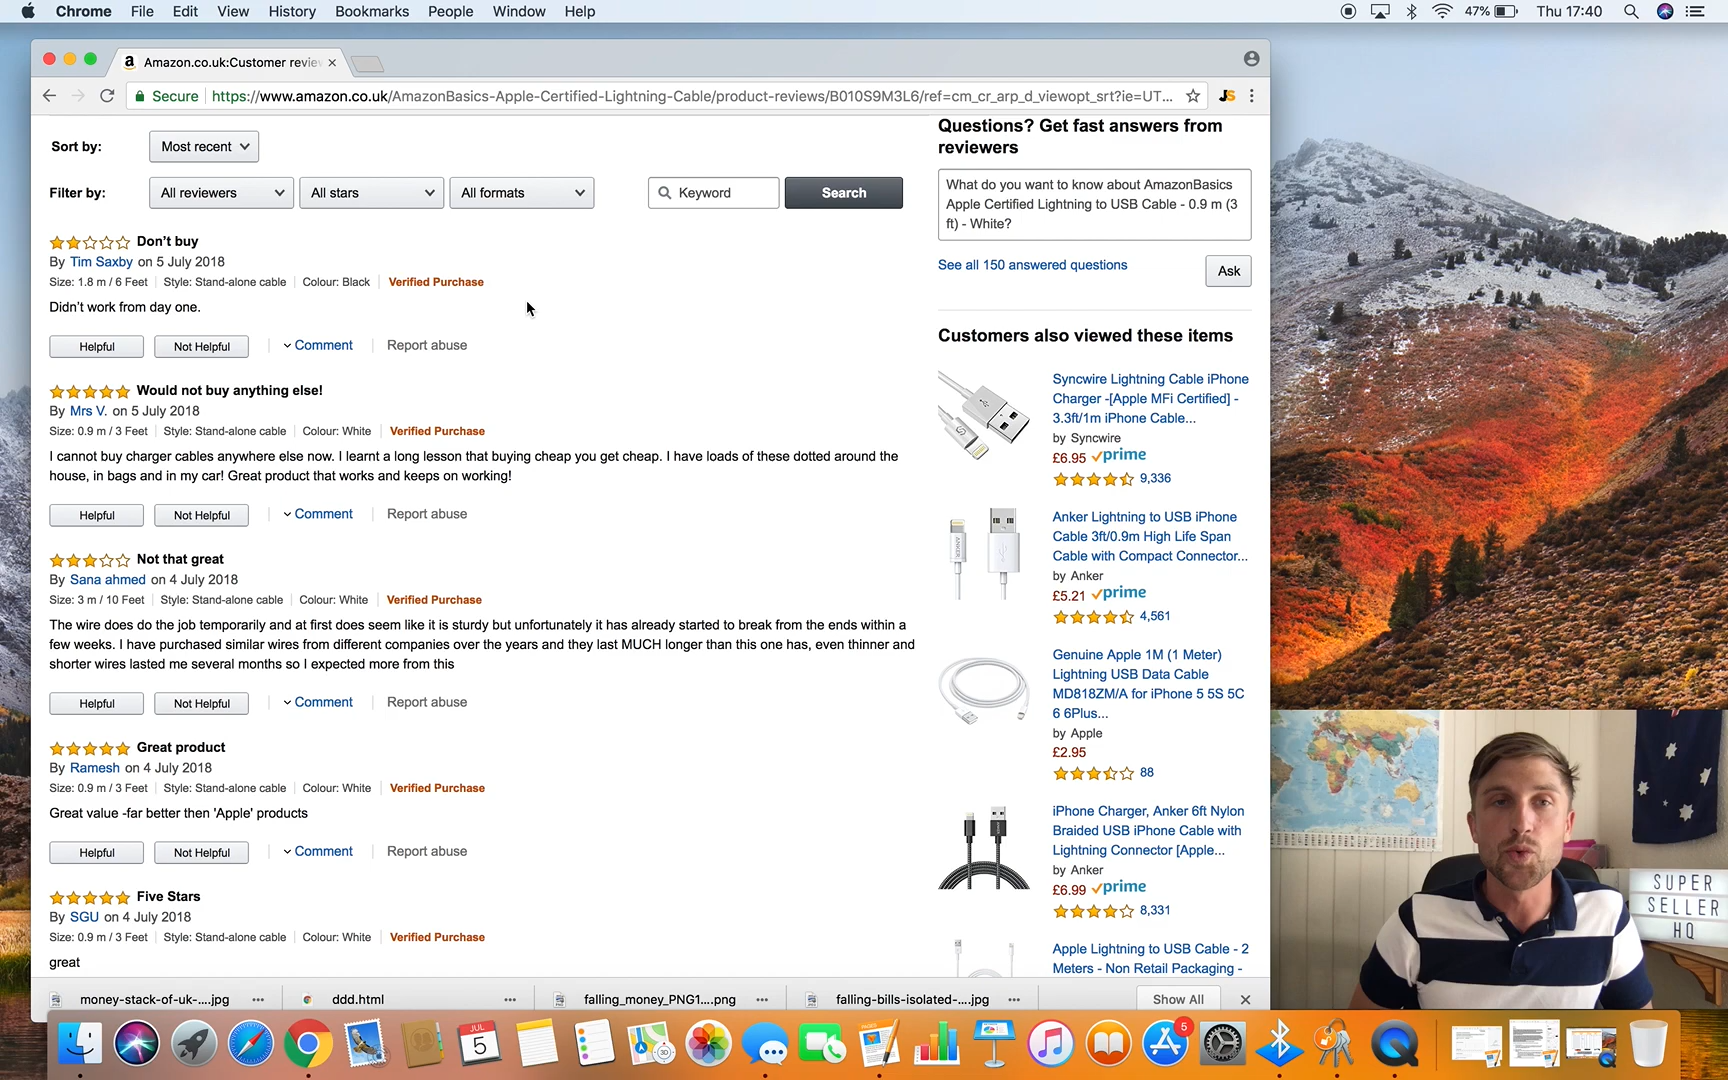 Chrome File Edit View History Bookmarks People Window Help
47% Thu 17:40
Amazon.co.uk:Customer revie
Secure https://www.amazon.co.uk/AmazonBasics-Apple-Certified-Lightning-Cable/product-reviews/B010S9M3L6/ref=cm_cr_arp_d_viewopt_srt?ie=UT...
JS
Sort by: Most recent
Filter by: All reviewers All stars All formats Keyword Search
Don't buy
By Tim Saxby on 5 July 2018
Size: 1.8 m / 6 Feet | Style: Stand-alone cable | Colour: Black | Verified Purchase
Didn't work from day one.
Helpful Not Helpful | Comment | Report abuse
Would not buy anything else!
By Mrs V. on 5 July 2018
Size: 0.9 m / 3 Feet | Style: Stand-alone cable | Colour: White | Verified Purchase
I cannot buy charger cables anywhere else now. I learnt a long lesson that buying cheap you get cheap. I have loads of these dotted around the
house, in bags and in my car! Great product that works and keeps on working!
Helpful Not Helpful | Comment | Report abuse
Not that great
By Sana ahmed on 4 July 2018
Size: 3 m / 10 Feet | Style: Stand-alone cable | Colour: White | Verified Purchase
The wire does do the job temporarily and at first does seem like it is sturdy but unfortunately it has already started to break from the ends within a
few weeks. I have purchased similar wires from different companies over the years and they last MUCH longer than this one has, even thinner and
shorter wires lasted me several months so I expected more from this
Helpful Not Helpful | Comment | Report abuse
Great product
By Ramesh on 4 July 2018
Size: 0.9 m / 3 Feet | Style: Stand-alone cable | Colour: White | Verified Purchase
Great value -far better then 'Apple' products
Helpful Not Helpful | Comment | Report abuse
Five Stars
By SGU on 4 July 2018
Size: 0.9 m / 3 Feet | Style: Stand-alone cable | Colour: White | Verified Purchase
great
Questions? Get fast answers from
reviewers
What do you want to know about AmazonBasics
Apple Certified Lightning to USB Cable - 0.9 m (3
ft) - White?
See all 150 answered questions Ask
Customers also viewed these items
Syncwire Lightning Cable iPhone
Charger -[Apple MFi Certified] -
3.3ft/1m iPhone Cable...
by Syncwire
£6.95 prime
9,336
ANKER
Anker Lightning to USB iPhone
Cable 3ft/0.9m High Life Span
Cable with Compact Connector...
by Anker
£5.21 prime
4,561
Genuine Apple 1M (1 Meter)
Lightning USB Data Cable
MD818ZM/A for iPhone 5 5S 5C
6 6Plus...
by Apple
£2.95
88
iPhone Charger, Anker 6ft Nylon
Braided USB iPhone Cable with
Lightning Connector [Apple...
by Anker
£6.99 prime
8,331
Apple Lightning to USB Cable - 2
Meters - Non Retail Packaging -
SUPER
SELLER
HQ
money-stack-of-uk-....jpg ddd.html falling_money_PNG1....png falling-bills-isolated-....jpg Show All
JUL
5
3D
PAGES
5